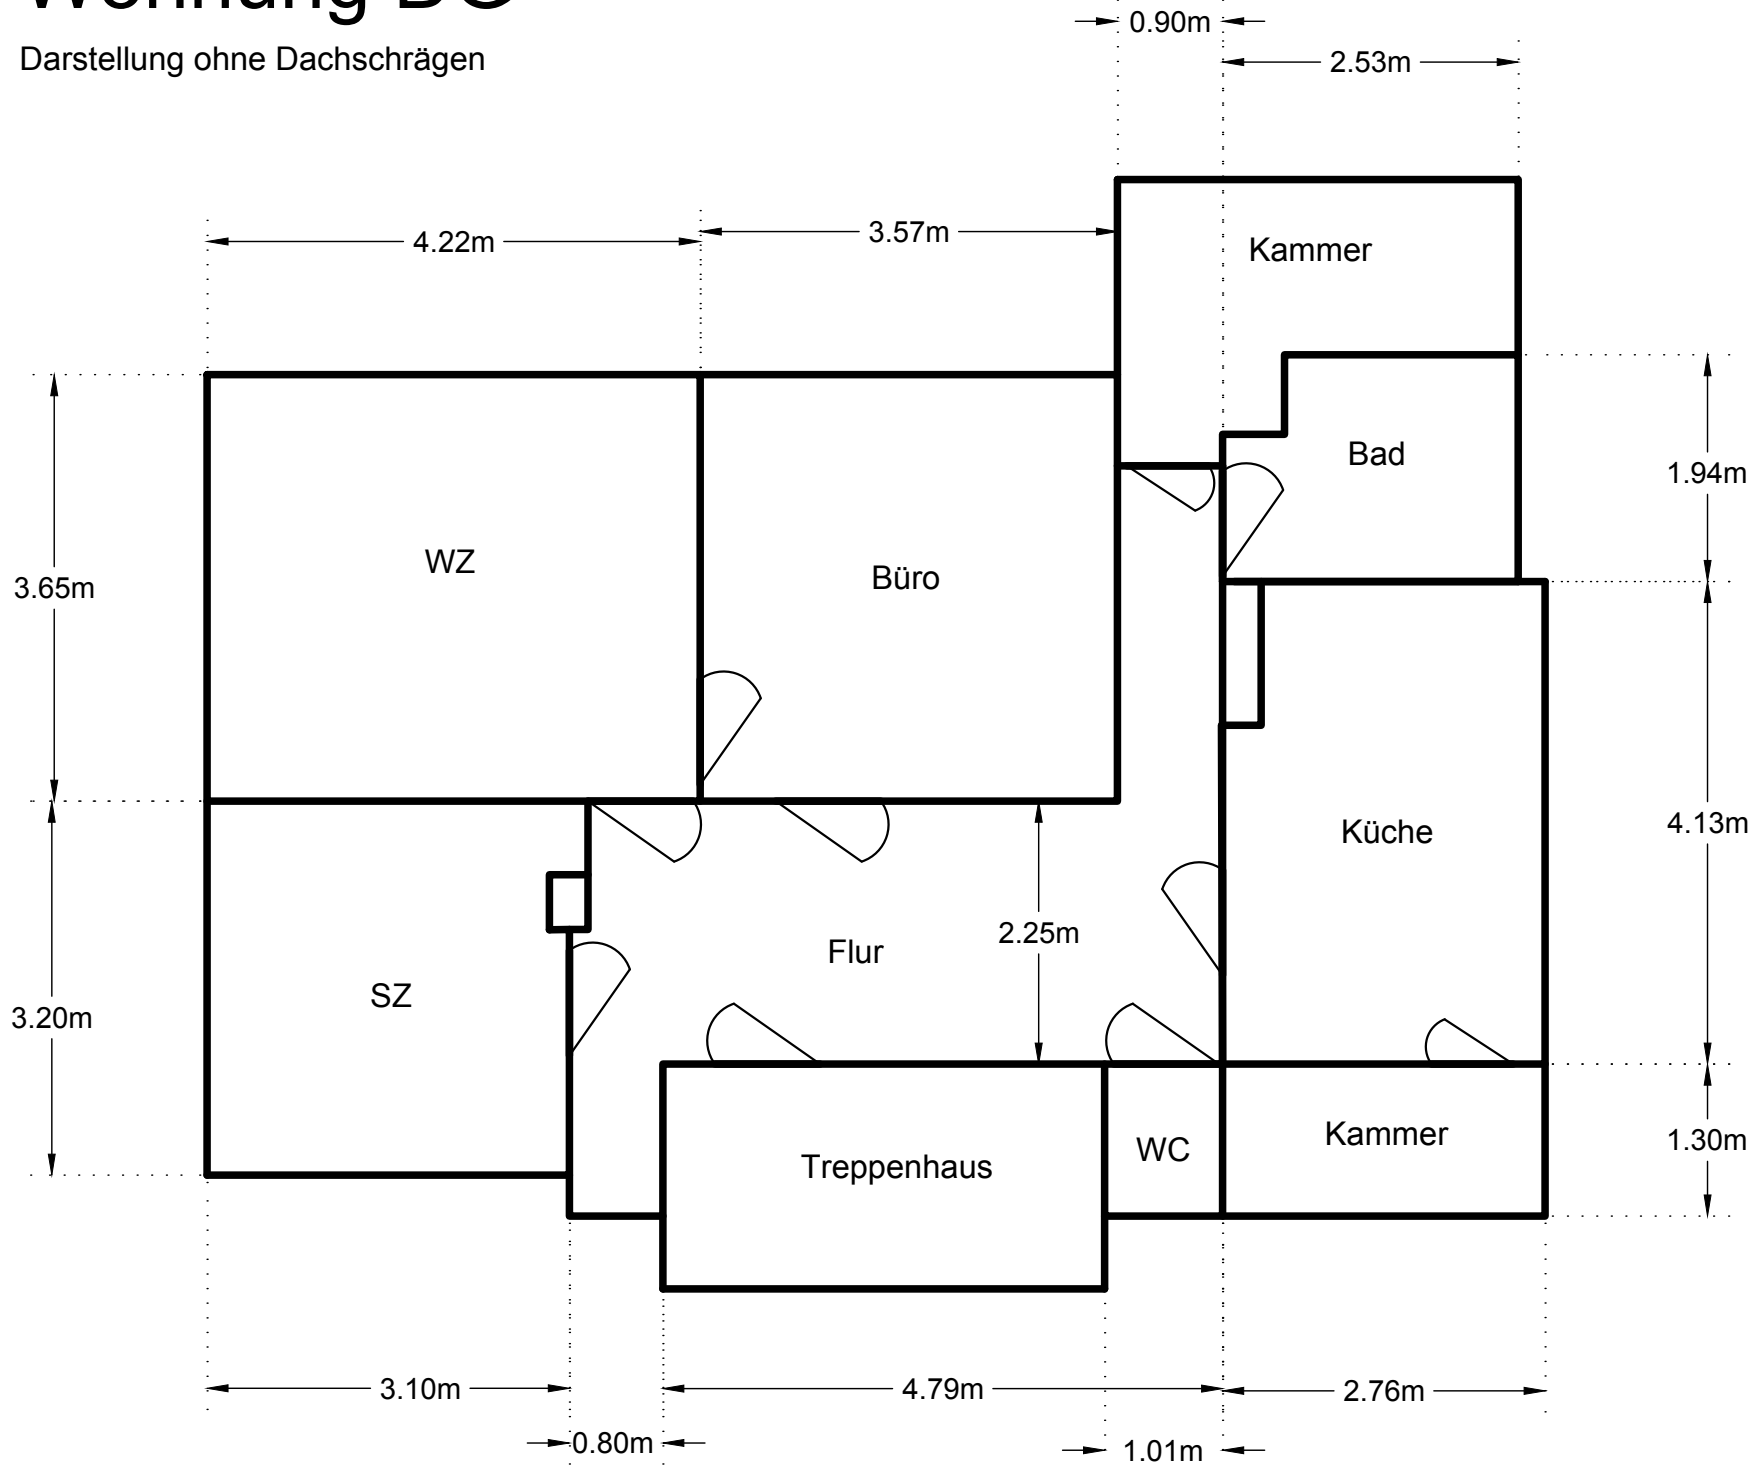 Darstellung ohne Dachschrägen
0.90m
2.53m
4.22m
3.57m
Kammer
Bad
1.94m
WZ
Büro
3.65m
4.13m
Küche
2.25m
Flur
SZ
3.20m
Kammer
1.30m
WC
Treppenhaus
3.10m
4.79m
2.76m
0.80m
1.01m